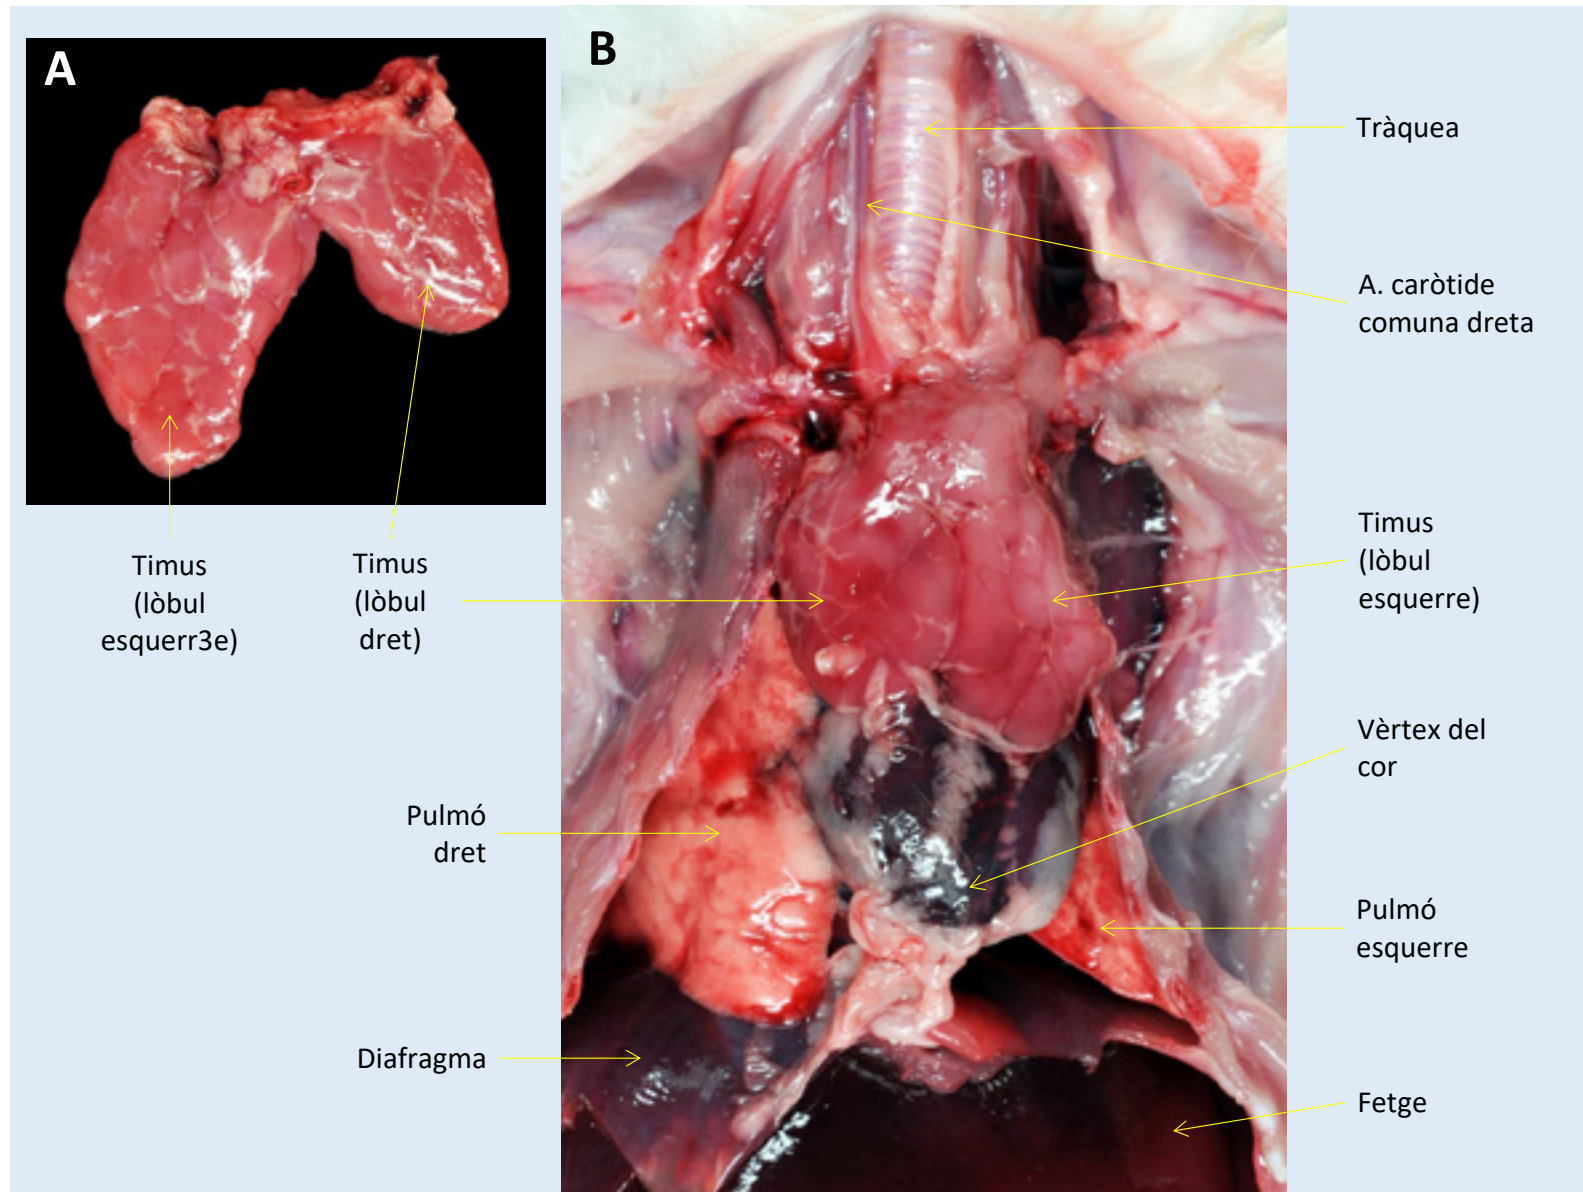 A
B
Tràquea
A. caròtide
comuna dreta
Timus
(lòbul
esquerr3e)
Timus
(lòbul
dret)
Timus
(lòbul
esquerre)
Vèrtex del
cor
Pulmó
dret
Pulmó
esquerre
Diafragma
Fetge